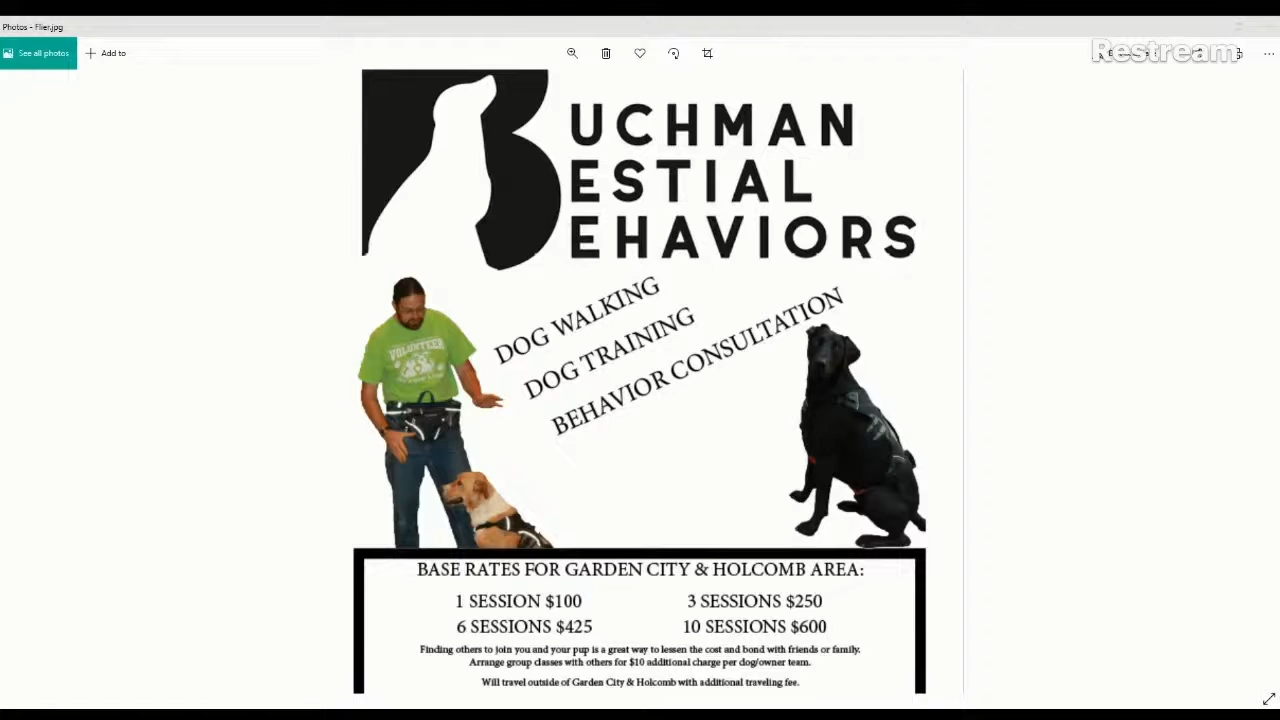 Photos - Flier.jpg
See all photos
Add to
Restream
BUCHMAN
BESTIAL
BEHAVIORS
DOG WALKING
DOG TRAINING
BEHAVIOR CONSULTATION
VOLUNTEER
BASE RATES FOR GARDEN CITY & HOLCOMB AREA:
1 SESSION $100 3 SESSIONS $250
6 SESSIONS $425 10 SESSIONS $600
Finding others to join you and your pup is a great way to lessen the cost and bond with friends or family.
Arrange group classes with others for $10 additional charge per dog/owner team.
Will travel outside of Garden City & Holcomb with additional traveling fee.